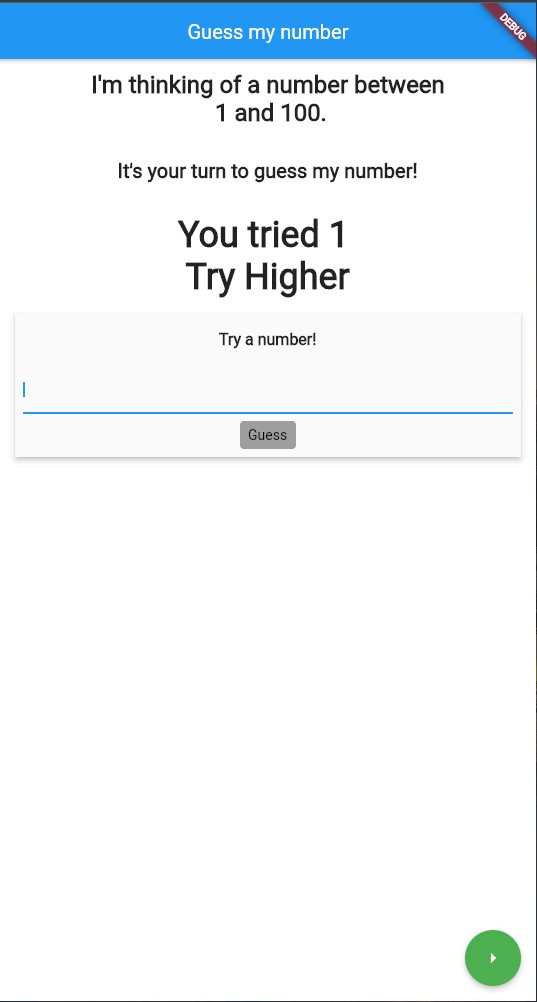 Guess my number
DEBUG
I'm thinking of a number between
1 and 100.
It's your turn to guess my number!
You tried 1
Try Higher
Try a number!
Guess